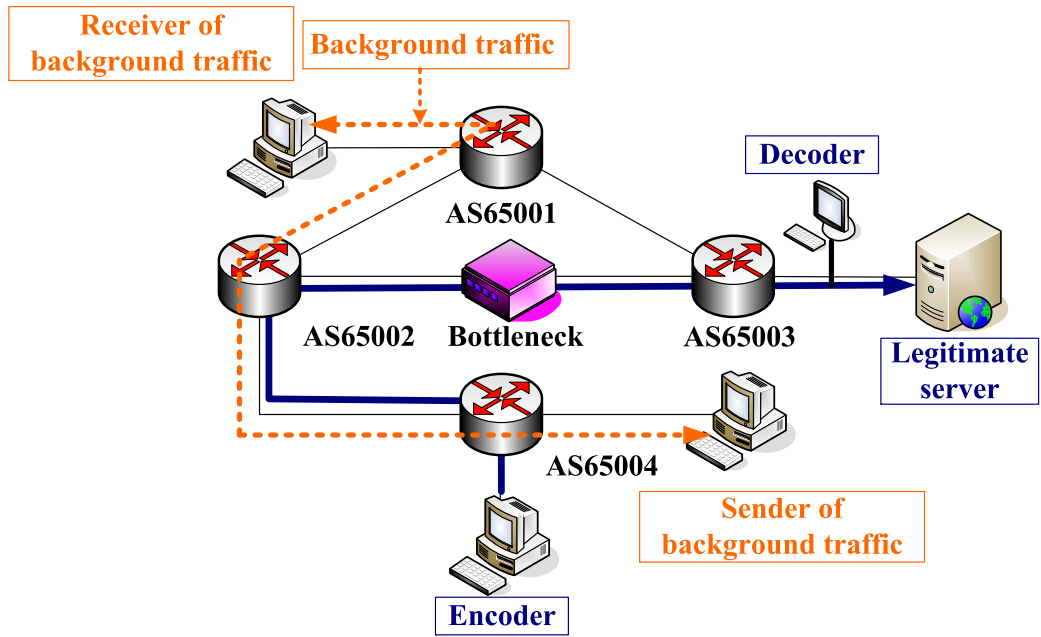 Receiver of
background traffic
Background traffic
Decoder
AS65001
AS65002
Bottleneck
AS65003
Legitimate
server
AS65004
Sender of
background traffic
Encoder